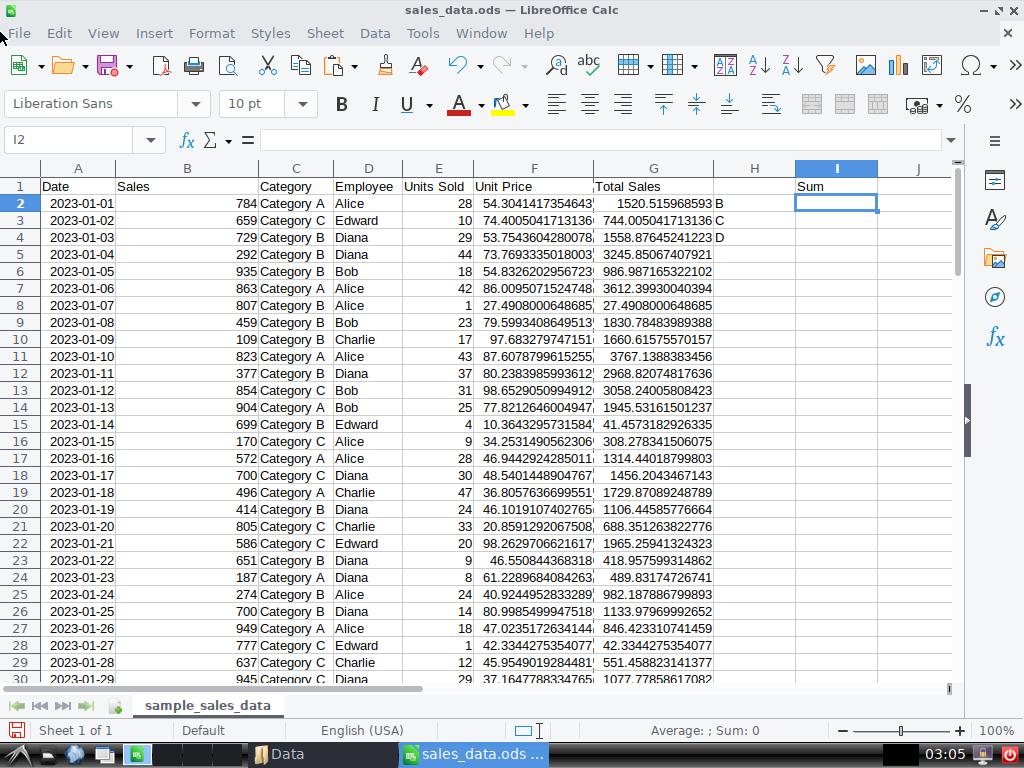 sales_data.ods — LibreOffice Calc
File Edit View Insert Format Styles Sheet Data Tools Window Help
Liberation Sans 10 pt B I U A %
I2 fx Σ =
A B C D E F G H I J
1 Date Sales Category Employee Units Sold Unit Price Total Sales Sum
2 2023-01-01 784 Category A Alice 28 54.3041417354643 1520.515968593 B
3 2023-01-02 659 Category C Edward 10 74.4005041713136 744.005041713136 C
4 2023-01-03 729 Category B Diana 29 53.7543604280078 1558.87645241223 D
5 2023-01-04 292 Category B Diana 44 73.7693335018003 3245.85067407921
6 2023-01-05 935 Category B Bob 18 54.8326202956723 986.987165322102
7 2023-01-06 863 Category A Alice 42 86.0095071524748 3612.39930040394
8 2023-01-07 807 Category B Alice 1 27.4908000648685 27.4908000648685
9 2023-01-08 459 Category B Bob 23 79.5993408649513 1830.78483989388
10 2023-01-09 109 Category B Charlie 17 97.683279747151 1660.61575570157
11 2023-01-10 823 Category A Alice 43 87.6078799615255 3767.1388383456
12 2023-01-11 377 Category B Diana 37 80.2383985993612 2968.82074817636
13 2023-01-12 854 Category C Bob 31 98.6529050994912 3058.24005808423
14 2023-01-13 904 Category A Bob 25 77.8212646004947 1945.53161501237
15 2023-01-14 699 Category B Edward 4 10.3643295731584 41.4573182926335
16 2023-01-15 170 Category C Alice 9 34.2531490562306 308.278341506075
17 2023-01-16 572 Category A Alice 28 46.9442924285011 1314.44018799803
18 2023-01-17 700 Category C Diana 30 48.5401448904767 1456.2043467143
19 2023-01-18 496 Category A Charlie 47 36.8057636699551 1729.87089248789
20 2023-01-19 414 Category B Diana 24 46.1019107402765 1106.44585776664
21 2023-01-20 805 Category C Charlie 33 20.8591292067508 688.351263822776
22 2023-01-21 586 Category C Edward 20 98.2629706621617 1965.25941324323
23 2023-01-22 651 Category B Diana 9 46.550844368318 418.957599314862
24 2023-01-23 187 Category A Diana 8 61.2289684084263 489.83174726741
25 2023-01-24 274 Category B Alice 24 40.9244952833289 982.187886799893
26 2023-01-25 700 Category B Diana 14 80.9985499947518 1133.97969992652
27 2023-01-26 949 Category A Alice 18 47.0235172634144 846.423310741459
28 2023-01-27 777 Category C Edward 1 42.3344275354077 42.3344275354077
29 2023-01-28 637 Category C Charlie 12 45.9549019284481 551.458823141377
30 2023-01-29 945 Category C Diana 29 37.1647788334765 1077.77858617082
sample_sales_data
Sheet 1 of 1 Default English (USA) Average: ; Sum: 0 100%
Data sales_data.ods ... 03:05